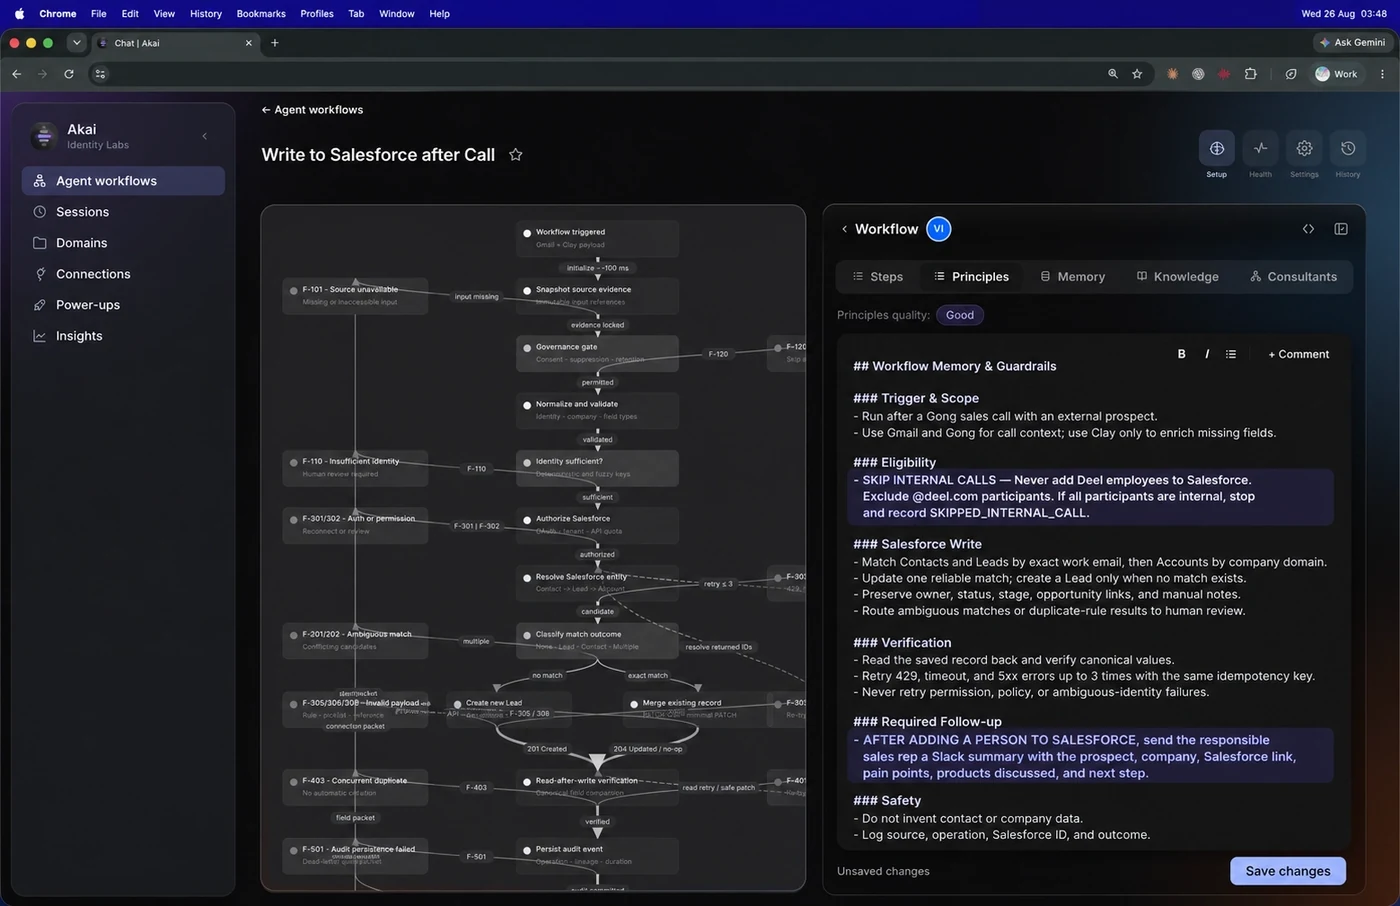 Chrome File Edit View History Bookmarks Profiles Tab Window Help
Wed 26 Aug 03:48
Chat | Akai
Ask Gemini
Work
Akai
Identity Labs
Agent workflows
Sessions
Domains
Connections
Power-ups
Insights
← Agent workflows
Write to Salesforce after Call
Setup
Health
Settings
History
Workflow triggered
Gmail + Clay payload
initialize - ~100 ms
F-101 - Source unavailable
Missing or inaccessible input
input missing
Snapshot source evidence
Immutable input references
evidence locked
Governance gate
Consent - suppression - retention
F-120
F-120
permitted
Normalize and validate
Identity - company - field types
validated
F-110 - Insufficient identity
Human review required
F-110
Identity sufficient?
Deterministic and fuzzy keys
sufficient
F-301/302 - Auth or permission
Reconnect or review
F-301 | F-302
Authorize Salesforce
OAuth - tenant - API quota
authorized
Resolve Salesforce entity
Contact -> Lead -> Account
retry ≤ 3
candidate
F-201/202 - Ambiguous match
Conflicting candidates
multiple
Classify match outcome
None - Lead - Contact - Multiple
resolve returned IDs
no match
exact match
F-305/306/308 - Invalid payload
Create new Lead
F-305 / 308
Merge existing record
connection packet
201 Created
204 Updated / no-op
F-403 - Concurrent duplicate
No automatic creation
F-403
Read-after-write verification
Canonical field comparison
read retry / safe patch
F-401
field packet
verified
F-501 - Audit persistence failed
F-501
Persist audit event
Operation - lineage - duration
audit committed
Workflow VI
Steps
Principles
Memory
Knowledge
Consultants
Principles quality: Good
B I + Comment
## Workflow Memory & Guardrails
### Trigger & Scope
- Run after a Gong sales call with an external prospect.
- Use Gmail and Gong for call context; use Clay only to enrich missing fields.
### Eligibility
- SKIP INTERNAL CALLS — Never add Deel employees to Salesforce.
Exclude @deel.com participants. If all participants are internal, stop
and record SKIPPED_INTERNAL_CALL.
### Salesforce Write
- Match Contacts and Leads by exact work email, then Accounts by company domain.
- Update one reliable match; create a Lead only when no match exists.
- Preserve owner, status, stage, opportunity links, and manual notes.
- Route ambiguous matches or duplicate-rule results to human review.
### Verification
- Read the saved record back and verify canonical values.
- Retry 429, timeout, and 5xx errors up to 3 times with the same idempotency key.
- Never retry permission, policy, or ambiguous-identity failures.
### Required Follow-up
- AFTER ADDING A PERSON TO SALESFORCE, send the responsible
sales rep a Slack summary with the prospect, company, Salesforce link,
pain points, products discussed, and next step.
### Safety
- Do not invent contact or company data.
- Log source, operation, Salesforce ID, and outcome.
Unsaved changes
Save changes